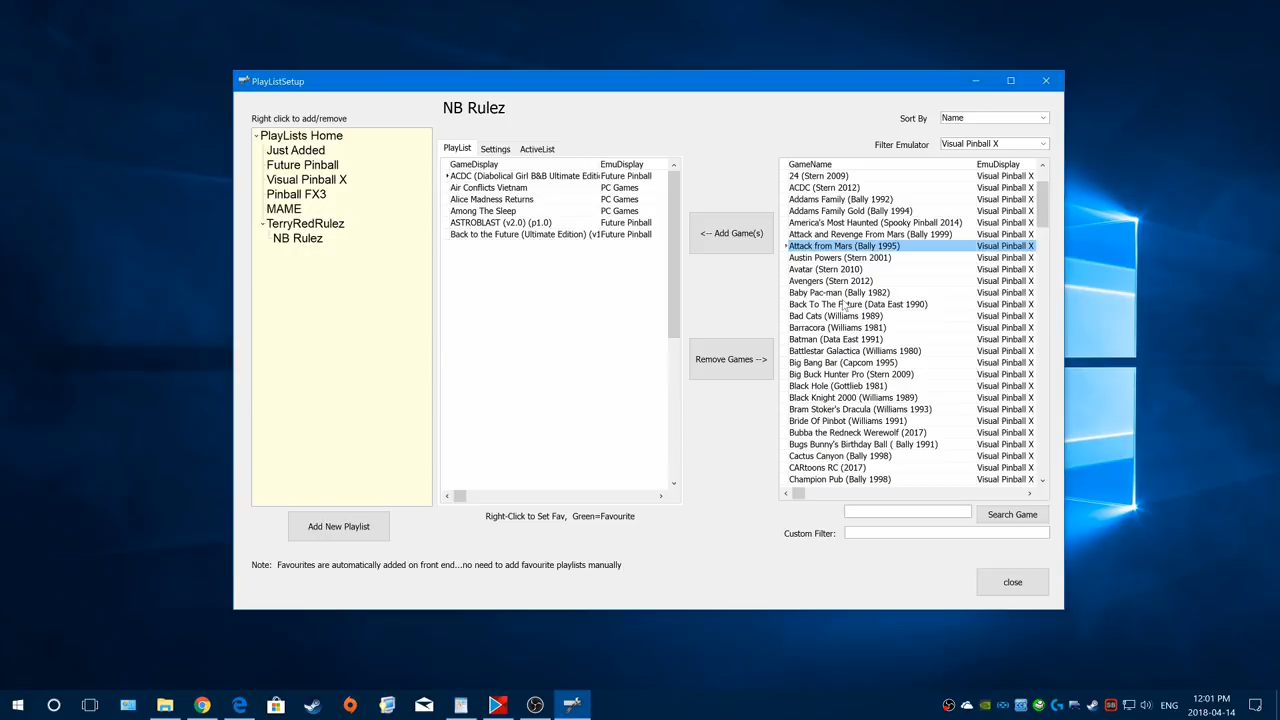 PlayListSetup
Right click to add/remove
PlayLists Home
Just Added
Future Pinball
Visual Pinball X
Pinball FX3
MAME
TerryRedRulez
NB Rulez
Add New Playlist
NB Rulez
PlayList Settings ActiveList
GameDisplay EmuDisplay
ACDC (Diabolical Girl B&B Ultimate Editi Future Pinball
Air Conflicts Vietnam PC Games
Alice Madness Returns PC Games
Among The Sleep PC Games
ASTROBLAST (v2.0) (p1.0) Future Pinball
Back to the Future (Ultimate Edition) (v1 Future Pinball
Right-Click to Set Fav, Green=Favourite
<-- Add Game(s)
Remove Games -->
Sort By Name
Filter Emulator Visual Pinball X
GameName EmuDisplay
24 (Stern 2009) Visual Pinball X
ACDC (Stern 2012) Visual Pinball X
Addams Family (Bally 1992) Visual Pinball X
Addams Family Gold (Bally 1994) Visual Pinball X
America's Most Haunted (Spooky Pinball 2014) Visual Pinball X
Attack and Revenge From Mars (Bally 1999) Visual Pinball X
Attack from Mars (Bally 1995) Visual Pinball X
Austin Powers (Stern 2001) Visual Pinball X
Avatar (Stern 2010) Visual Pinball X
Avengers (Stern 2012) Visual Pinball X
Baby Pac-man (Bally 1982) Visual Pinball X
Back To The Future (Data East 1990) Visual Pinball X
Bad Cats (Williams 1989) Visual Pinball X
Barracora (Williams 1981) Visual Pinball X
Batman (Data East 1991) Visual Pinball X
Battlestar Galactica (Williams 1980) Visual Pinball X
Big Bang Bar (Capcom 1995) Visual Pinball X
Big Buck Hunter Pro (Stern 2009) Visual Pinball X
Black Hole (Gottlieb 1981) Visual Pinball X
Black Knight 2000 (Williams 1989) Visual Pinball X
Bram Stoker's Dracula (Williams 1993) Visual Pinball X
Bride Of Pinbot (Williams 1991) Visual Pinball X
Bubba the Redneck Werewolf (2017) Visual Pinball X
Bugs Bunny's Birthday Ball ( Bally 1991) Visual Pinball X
Cactus Canyon (Bally 1998) Visual Pinball X
CARtoons RC (2017) Visual Pinball X
Champion Pub (Bally 1998) Visual Pinball X
Search Game
Custom Filter:
Note: Favourites are automatically added on front end...no need to add favourite playlists manually
close
ENG
12:01 PM
2018-04-14